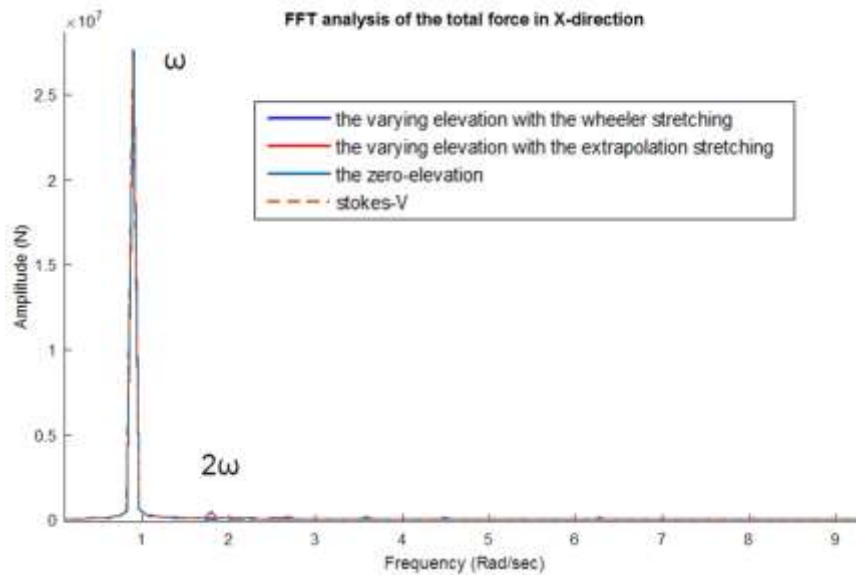 FFT analysis of the total force in X-direction
×10⁷
ω
2.5
the varying elevation with the wheeler stretching
the varying elevation with the extrapolation stretching
the zero-elevation
stokes-V
2
1.5
Amplitude (N)
1
0.5
2ω
0
1 2 3 4 5 6 7 8 9
Frequency (Rad/sec)